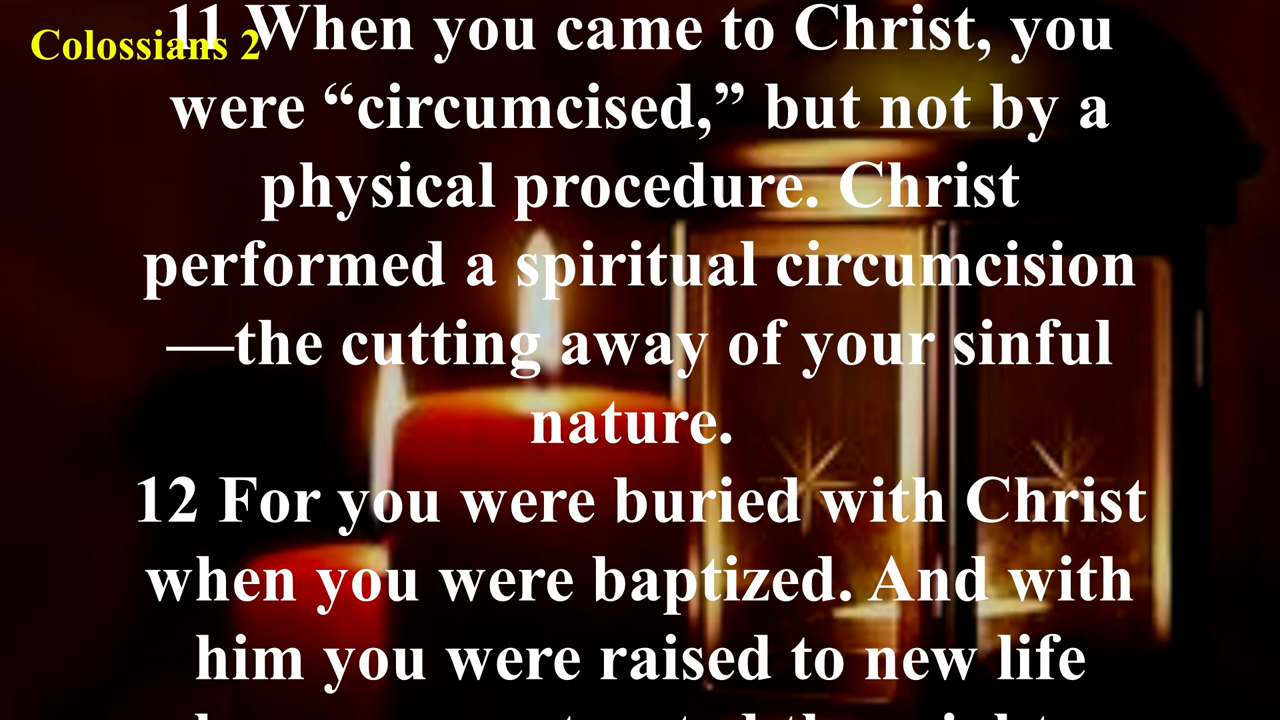 Colossians 2
11 When you came to Christ, you
were “circumcised,” but not by a
physical procedure. Christ
performed a spiritual circumcision
—the cutting away of your sinful
nature.
12 For you were buried with Christ
when you were baptized. And with
him you were raised to new life